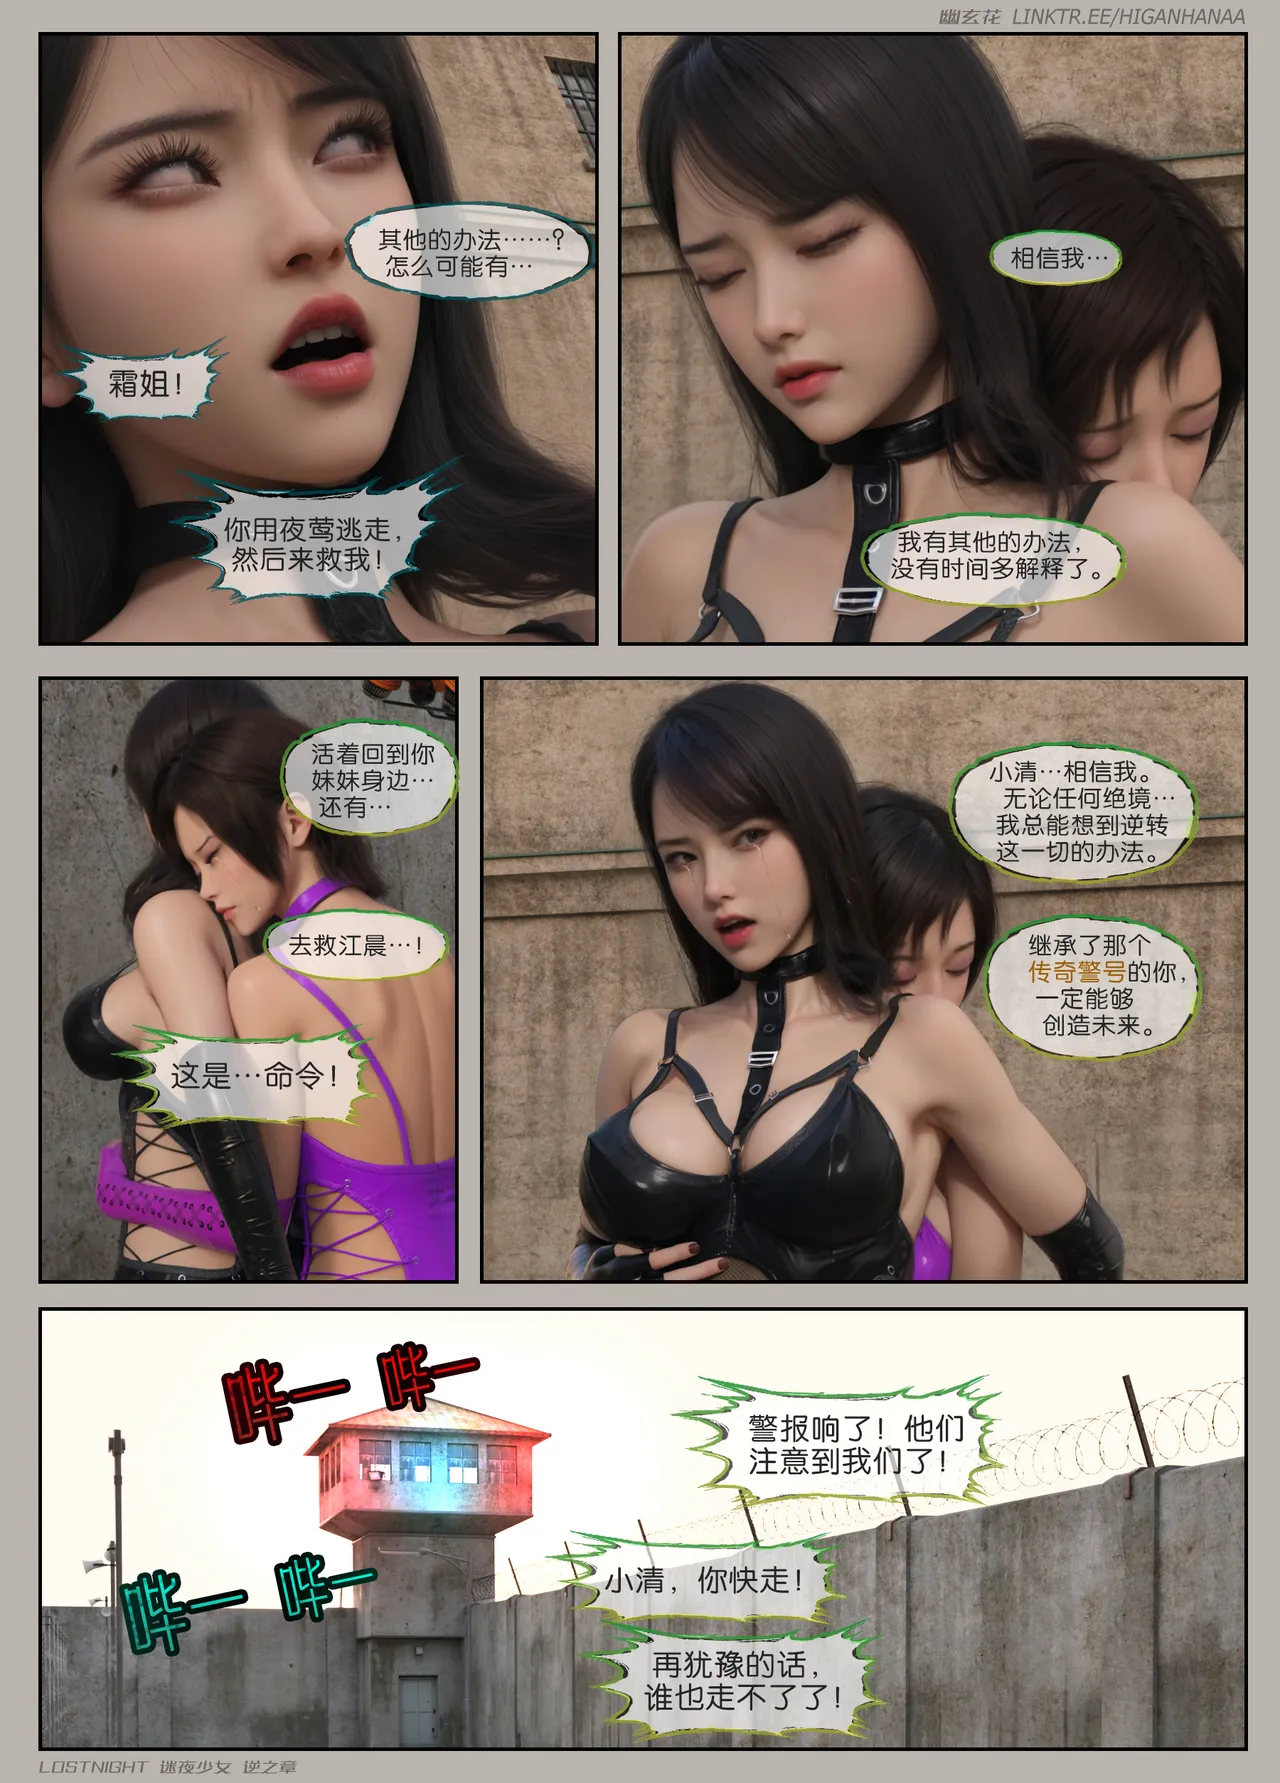 幽玄花 LINKTR.EE/HIGANHANAA
其他的办法……?
怎么可能有…
霜姐!
你用夜莺逃走,
然后来救我!
相信我…
我有其他的办法,
没有时间多解释了。
活着回到你
妹妹身边…
还有…
去救江晨…!
这是…命令!
小清…相信我。
无论任何绝境…
我总能想到逆转
这一切的办法。
继承了那个
传奇警号的你,
一定能够
创造未来。
哔一 哔一
警报响了! 他们
注意到我们了!
哔一 哔一
小清, 你快走!
再犹豫的话,
谁也走不了了!
LOSTNIGHT 迷夜少女 逆之章